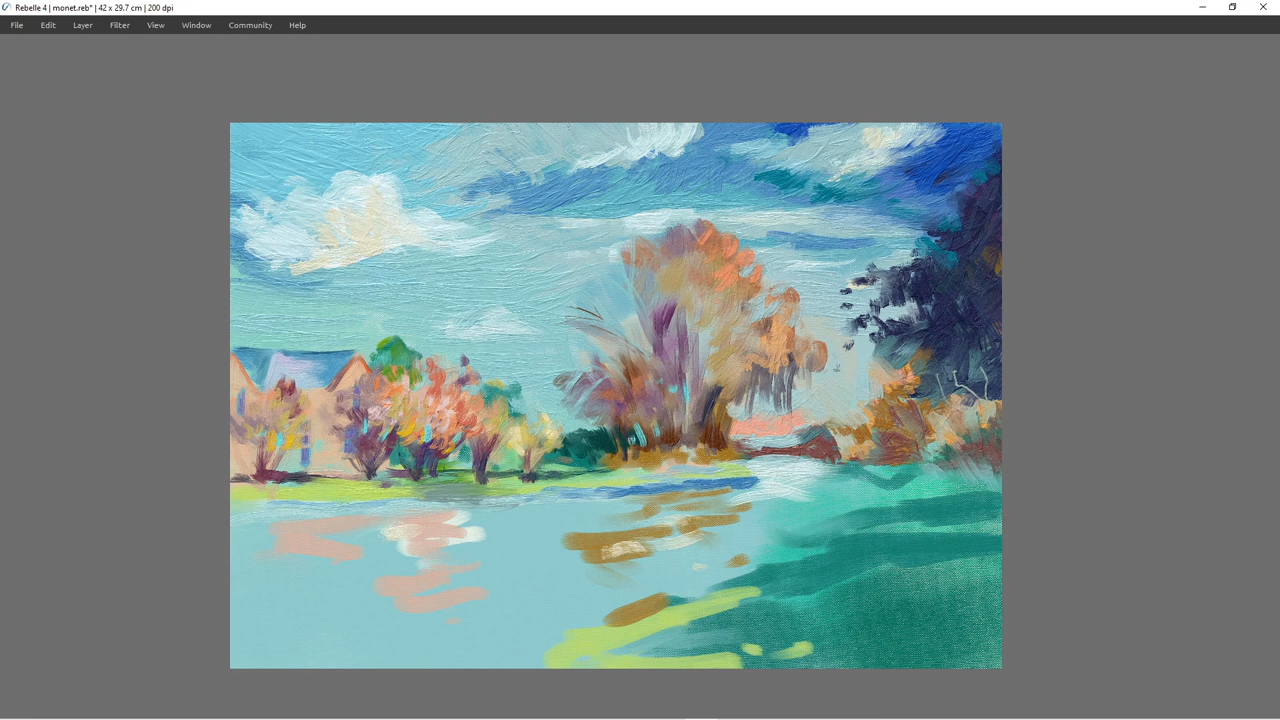 Rebelle 4 | monet.reb* | 42 x 29.7 cm | 200 dpi
File Edit Layer Filter View Window Community Help